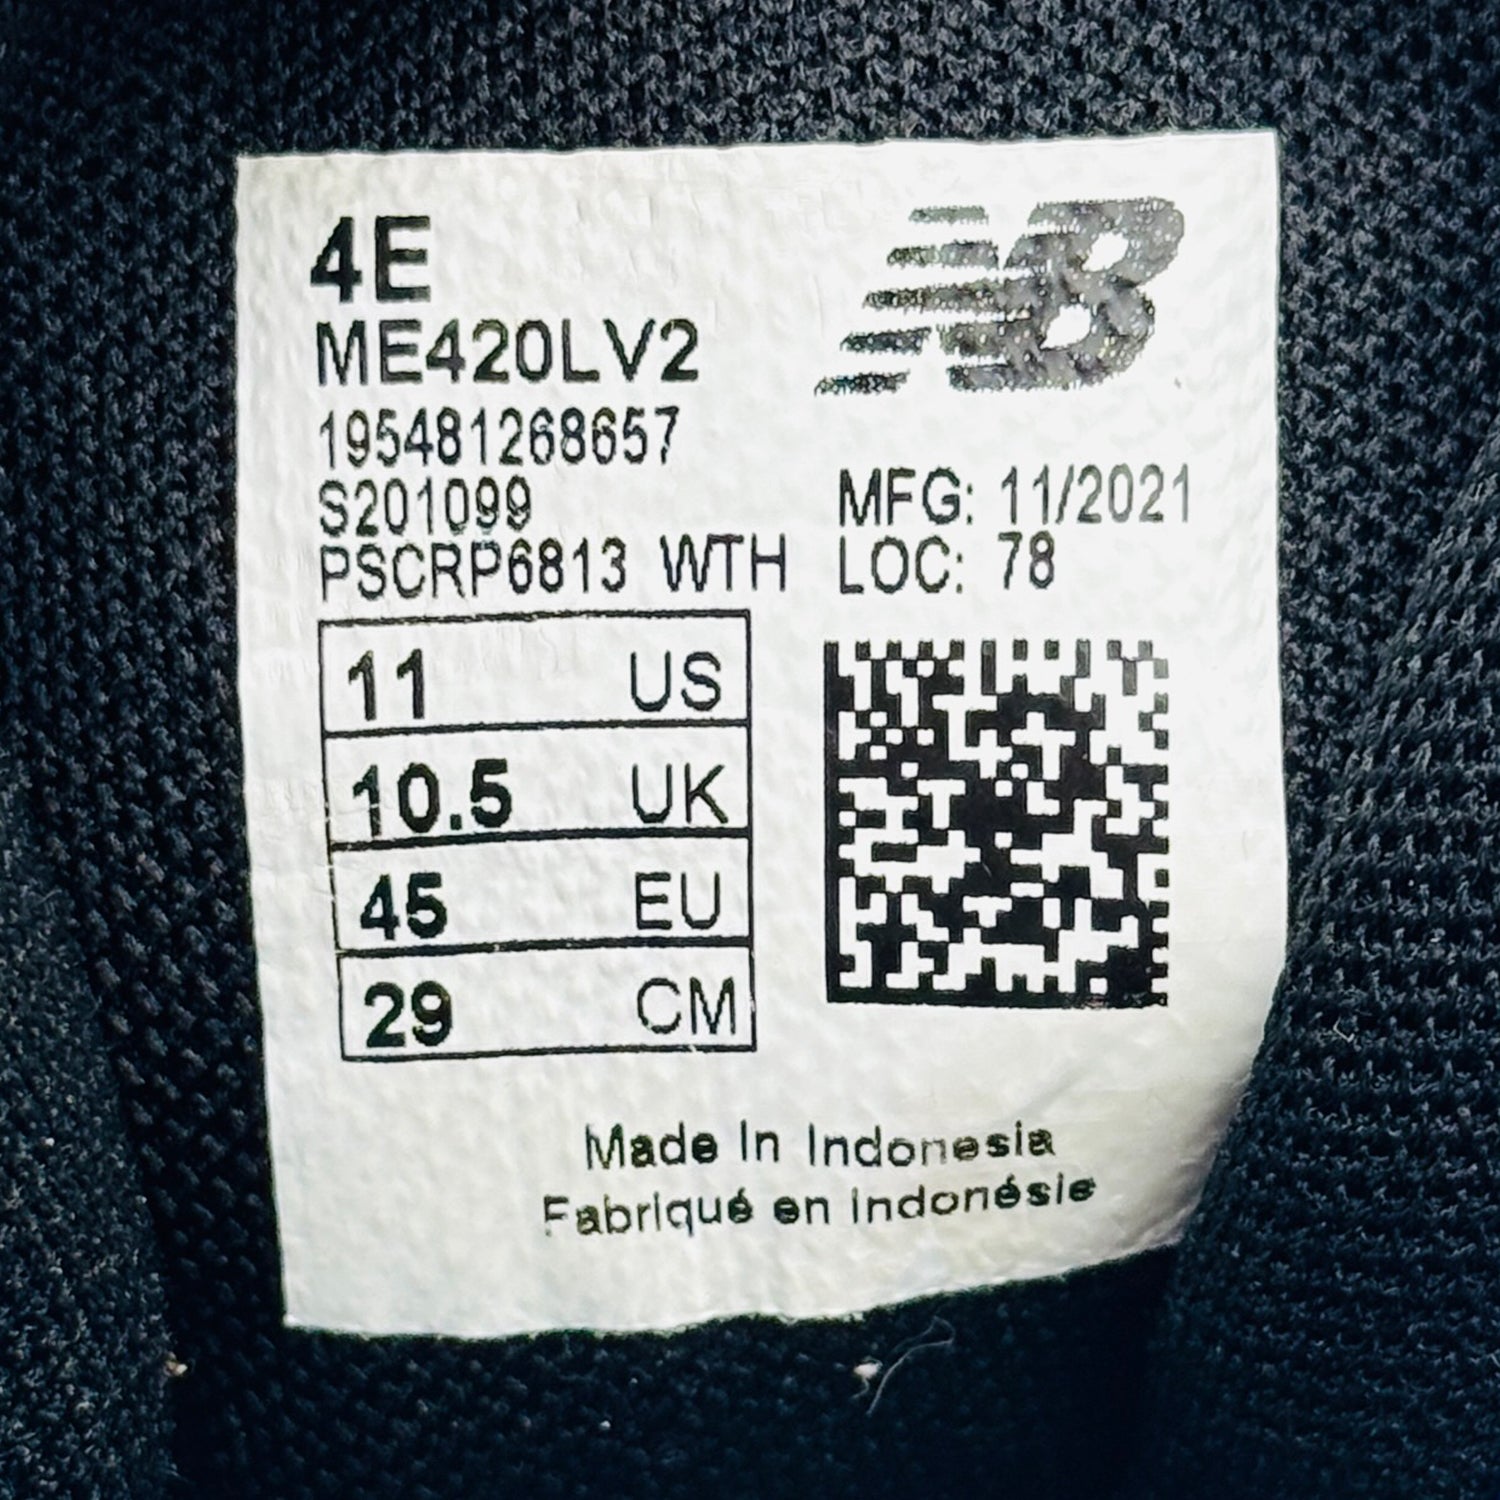 4E
ME420LV2
195481268657
S201099
PSCRP6813 WTH
NB
MFG: 11/2021
LOC: 78
11 US
10.5 UK
45 EU
29 CM
Made In Indonesia
Fabriqué en indonésie